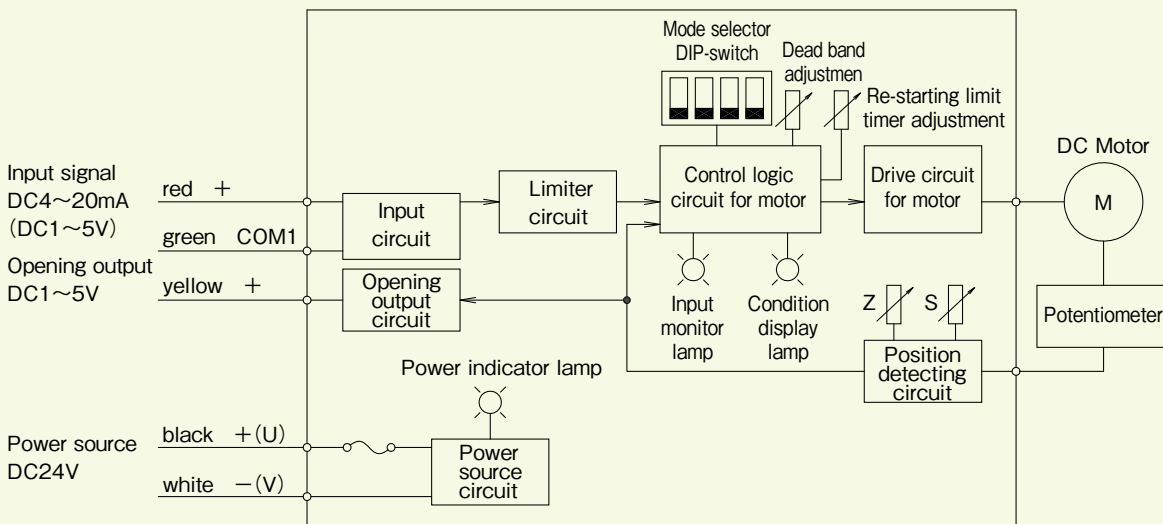 Mode selector
DIP-switch
Dead band
adjustmen
Re-starting limit
timer adjustment
DC Motor
M
Potentiometer
Input signal
DC4～20mA
(DC1～5V)
red +
green COM1
Input
circuit
Limiter
circuit
Control logic
circuit for motor
Drive circuit
for motor
Opening output
DC1～5V
yellow +
Opening
output
circuit
Input
monitor
lamp
Condition
display
lamp
Z
S
Position
detecting
circuit
Power indicator lamp
Power source
DC24V
black +(U)
white −(V)
Power
source
circuit